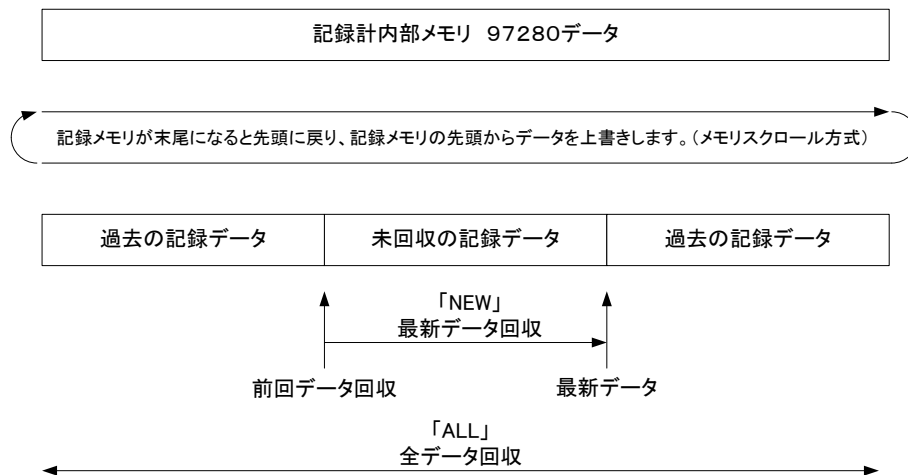 記録計内部メモリ 97280データ
記録メモリが末尾になると先頭に戻り、記録メモリの先頭からデータを上書きします。(メモリスクロール方式)
過去の記録データ 未回収の記録データ 過去の記録データ
「NEW」
最新データ回収
前回データ回収 最新データ
「ALL」
全データ回収